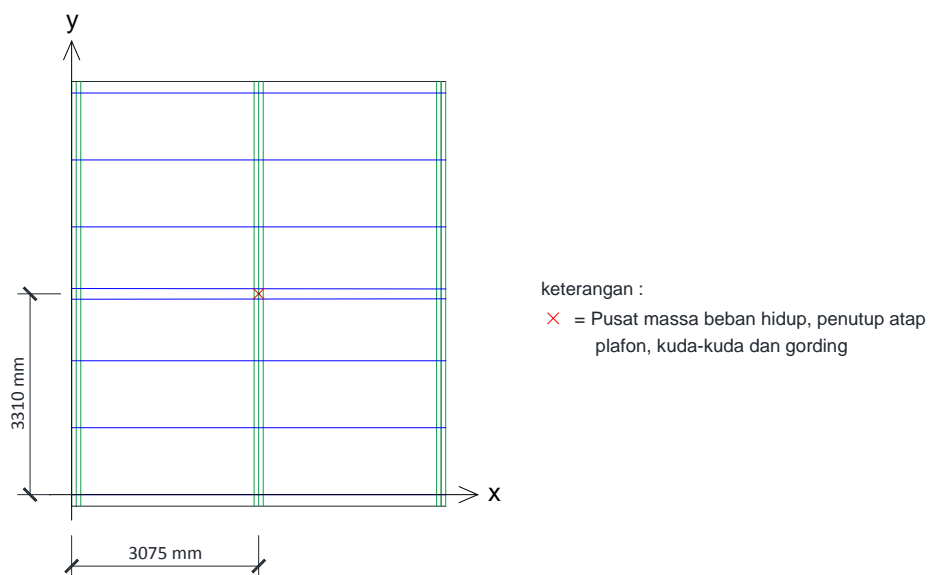 y
keterangan :
× = Pusat massa beban hidup, penutup atap
plafon, kuda-kuda dan gording
3310 mm
x
3075 mm